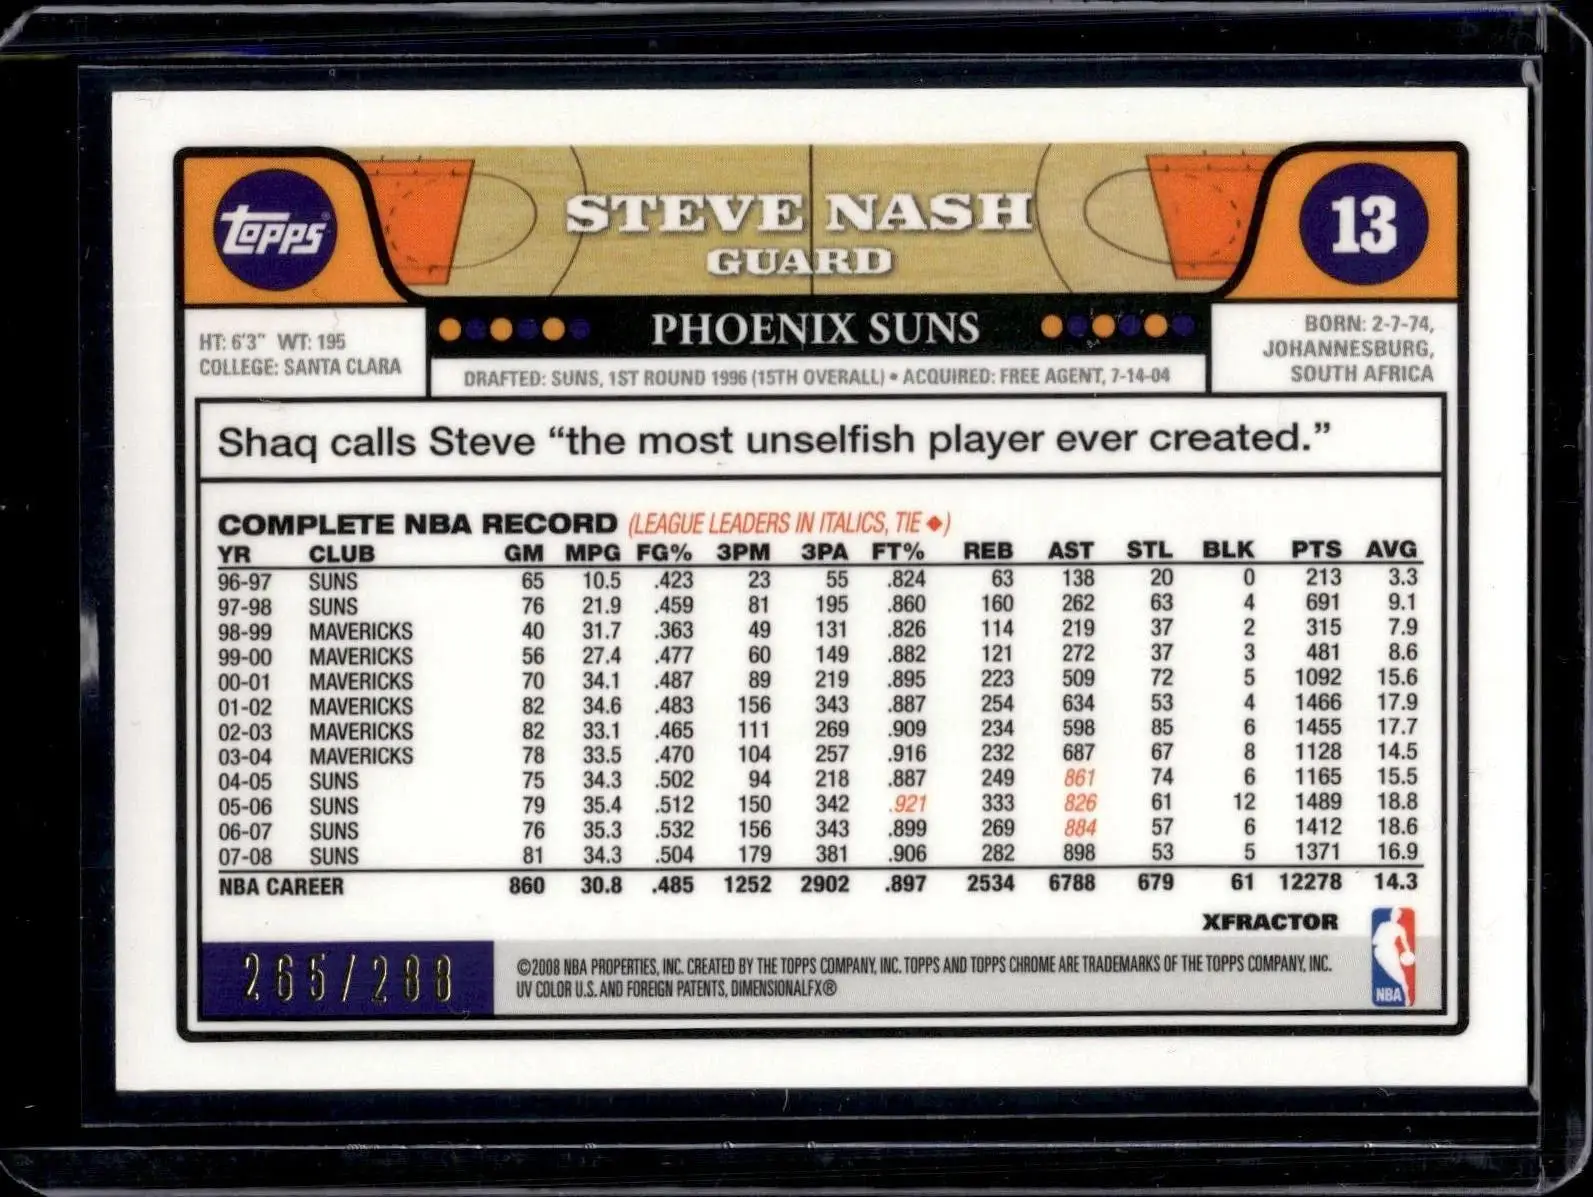 topps
STEVE NASH
GUARD
13
HT: 6'3" WT: 195
COLLEGE: SANTA CLARA
PHOENIX SUNS
DRAFTED: SUNS, 1ST ROUND 1996 (15TH OVERALL) • ACQUIRED: FREE AGENT, 7-14-04
BORN: 2-7-74,
JOHANNESBURG,
SOUTH AFRICA
Shaq calls Steve “the most unselfish player ever created.”
COMPLETE NBA RECORD (LEAGUE LEADERS IN ITALICS, TIE ◆)
YR CLUB GM MPG FG% 3PM 3PA FT% REB AST STL BLK PTS AVG
96-97 SUNS 65 10.5 .423 23 55 .824 63 138 20 0 213 3.3
97-98 SUNS 76 21.9 .459 81 195 .860 160 262 63 4 691 9.1
98-99 MAVERICKS 40 31.7 .363 49 131 .826 114 219 37 2 315 7.9
99-00 MAVERICKS 56 27.4 .477 60 149 .882 121 272 37 3 481 8.6
00-01 MAVERICKS 70 34.1 .487 89 219 .895 223 509 72 5 1092 15.6
01-02 MAVERICKS 82 34.6 .483 156 343 .887 254 634 53 4 1466 17.9
02-03 MAVERICKS 82 33.1 .465 111 269 .909 234 598 85 6 1455 17.7
03-04 MAVERICKS 78 33.5 .470 104 257 .916 232 687 67 8 1128 14.5
04-05 SUNS 75 34.3 .502 94 218 .887 249 861 74 6 1165 15.5
05-06 SUNS 79 35.4 .512 150 342 .921 333 826 61 12 1489 18.8
06-07 SUNS 76 35.3 .532 156 343 .899 269 884 57 6 1412 18.6
07-08 SUNS 81 34.3 .504 179 381 .906 282 898 53 5 1371 16.9
NBA CAREER 860 30.8 .485 1252 2902 .897 2534 6788 679 61 12278 14.3
XFRACTOR
265/288
©2008 NBA PROPERTIES, INC. CREATED BY THE TOPPS COMPANY, INC. TOPPS AND TOPPS CHROME ARE TRADEMARKS OF THE TOPPS COMPANY, INC.
UV COLOR U.S. AND FOREIGN PATENTS, DIMENSIONALFX®
NBA